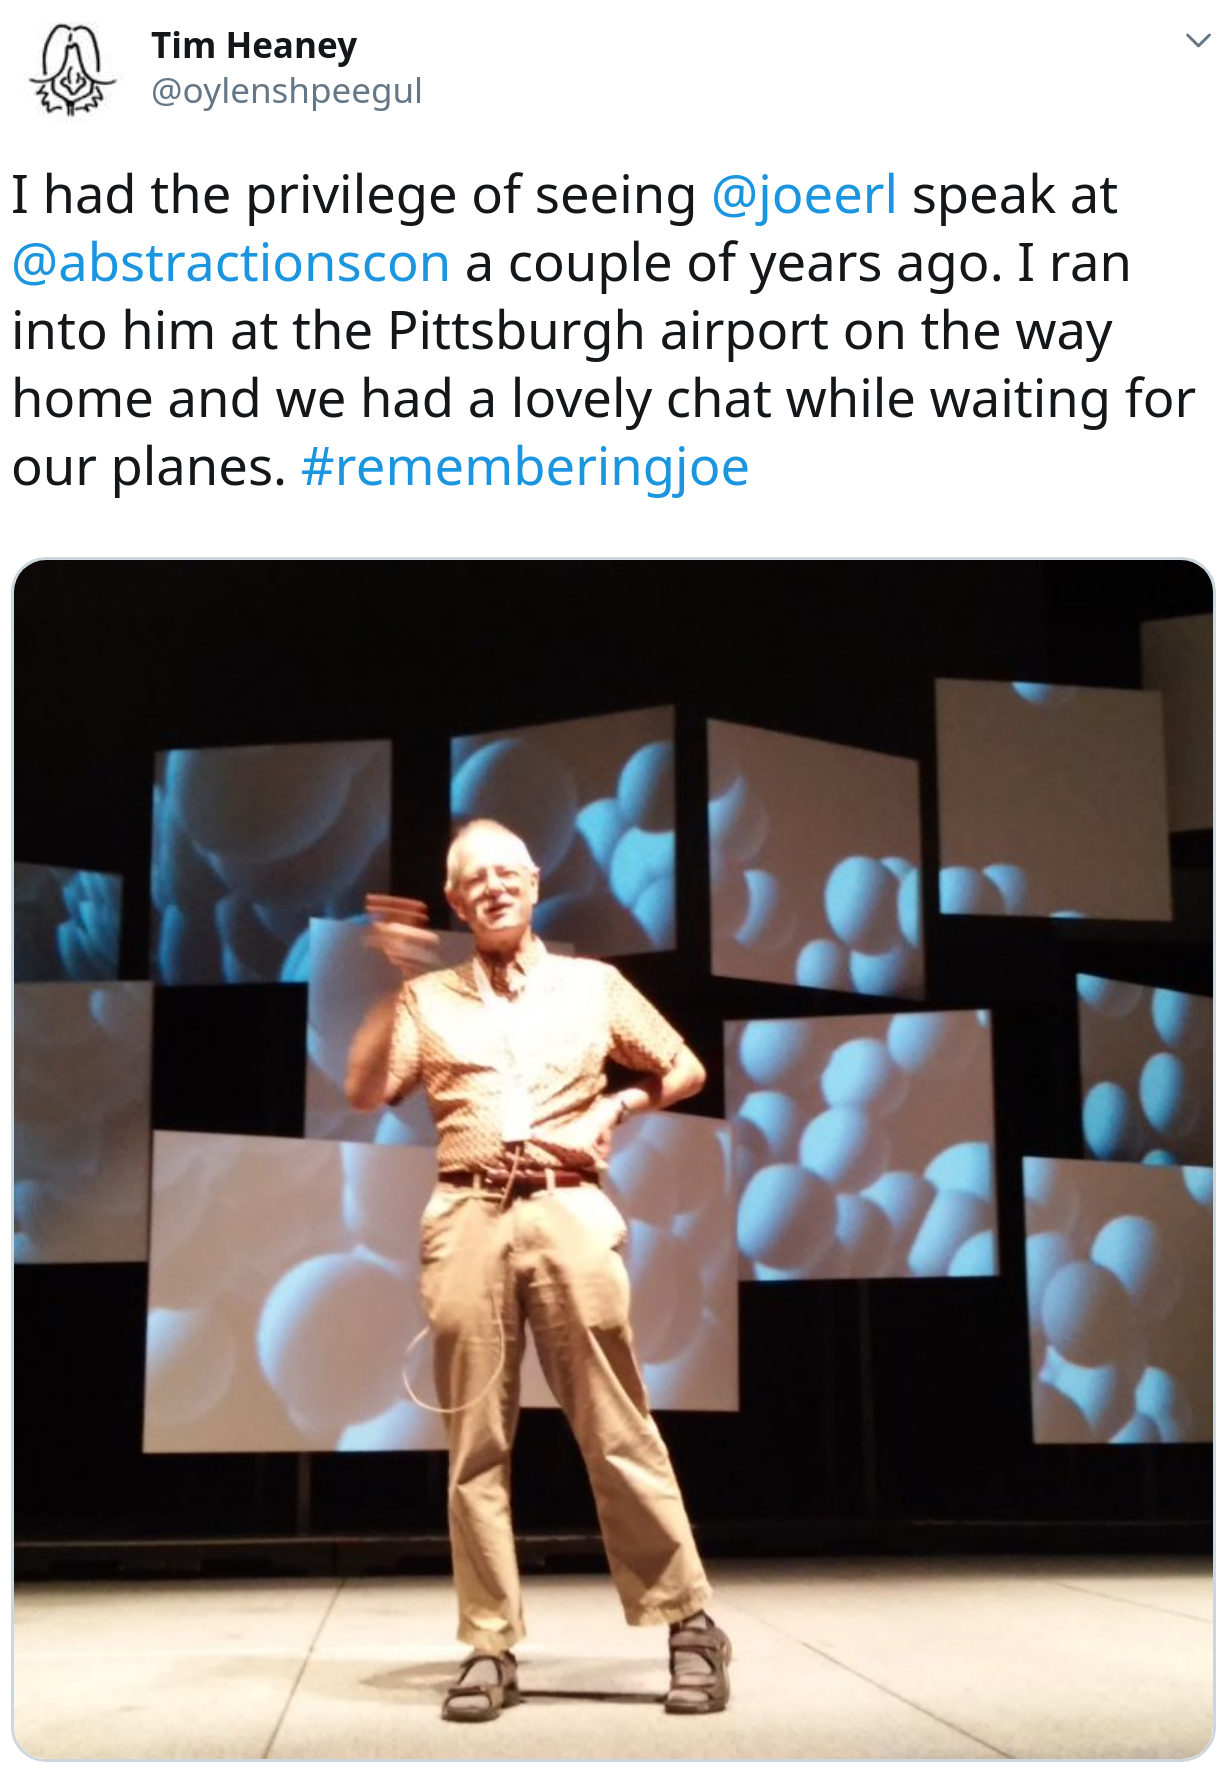 Tim Heaney
@oylenshpeegul
I had the privilege of seeing @joeerl speak at
@abstractionscon a couple of years ago. I ran
into him at the Pittsburgh airport on the way
home and we had a lovely chat while waiting for
our planes. #rememberingjoe